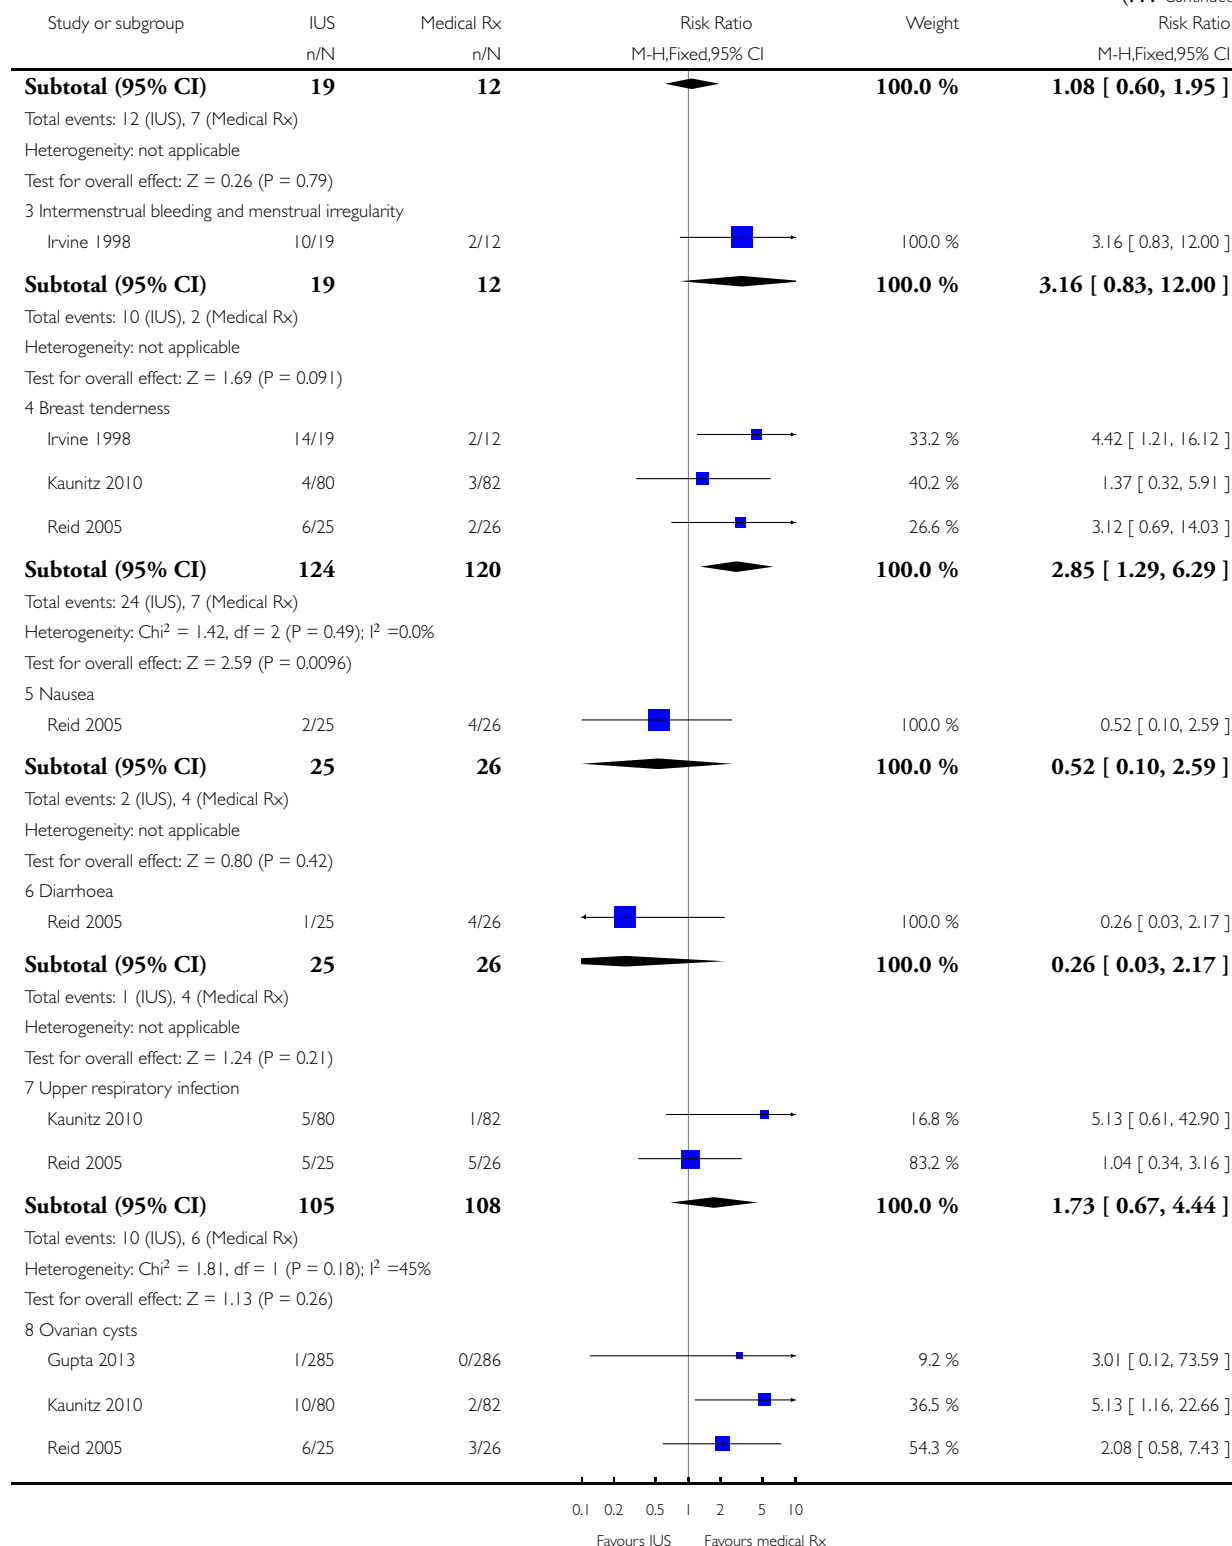 Study or subgroup IUS Medical Rx Risk Ratio Weight Risk Ratio
n/N n/N M-H,Fixed,95% CI M-H,Fixed,95% CI
Subtotal (95% CI) 19 12 100.0 % 1.08 [ 0.60, 1.95 ]
Total events: 12 (IUS), 7 (Medical Rx)
Heterogeneity: not applicable
Test for overall effect: Z = 0.26 (P = 0.79)
3 Intermenstrual bleeding and menstrual irregularity
Irvine 1998 10/19 2/12 100.0 % 3.16 [ 0.83, 12.00 ]
Subtotal (95% CI) 19 12 100.0 % 3.16 [ 0.83, 12.00 ]
Total events: 10 (IUS), 2 (Medical Rx)
Heterogeneity: not applicable
Test for overall effect: Z = 1.69 (P = 0.091)
4 Breast tenderness
Irvine 1998 14/19 2/12 33.2 % 4.42 [ 1.21, 16.12 ]
Kaunitz 2010 4/80 3/82 40.2 % 1.37 [ 0.32, 5.91 ]
Reid 2005 6/25 2/26 26.6 % 3.12 [ 0.69, 14.03 ]
Subtotal (95% CI) 124 120 100.0 % 2.85 [ 1.29, 6.29 ]
Total events: 24 (IUS), 7 (Medical Rx)
Heterogeneity: Chi² = 1.42, df = 2 (P = 0.49); I² =0.0%
Test for overall effect: Z = 2.59 (P = 0.0096)
5 Nausea
Reid 2005 2/25 4/26 100.0 % 0.52 [ 0.10, 2.59 ]
Subtotal (95% CI) 25 26 100.0 % 0.52 [ 0.10, 2.59 ]
Total events: 2 (IUS), 4 (Medical Rx)
Heterogeneity: not applicable
Test for overall effect: Z = 0.80 (P = 0.42)
6 Diarrhoea
Reid 2005 1/25 4/26 100.0 % 0.26 [ 0.03, 2.17 ]
Subtotal (95% CI) 25 26 100.0 % 0.26 [ 0.03, 2.17 ]
Total events: 1 (IUS), 4 (Medical Rx)
Heterogeneity: not applicable
Test for overall effect: Z = 1.24 (P = 0.21)
7 Upper respiratory infection
Kaunitz 2010 5/80 1/82 16.8 % 5.13 [ 0.61, 42.90 ]
Reid 2005 5/25 5/26 83.2 % 1.04 [ 0.34, 3.16 ]
Subtotal (95% CI) 105 108 100.0 % 1.73 [ 0.67, 4.44 ]
Total events: 10 (IUS), 6 (Medical Rx)
Heterogeneity: Chi² = 1.81, df = 1 (P = 0.18); I² =45%
Test for overall effect: Z = 1.13 (P = 0.26)
8 Ovarian cysts
Gupta 2013 1/285 0/286 9.2 % 3.01 [ 0.12, 73.59 ]
Kaunitz 2010 10/80 2/82 36.5 % 5.13 [ 1.16, 22.66 ]
Reid 2005 6/25 3/26 54.3 % 2.08 [ 0.58, 7.43 ]
0.1 0.2 0.5 1 2 5 10
Favours IUS Favours medical Rx